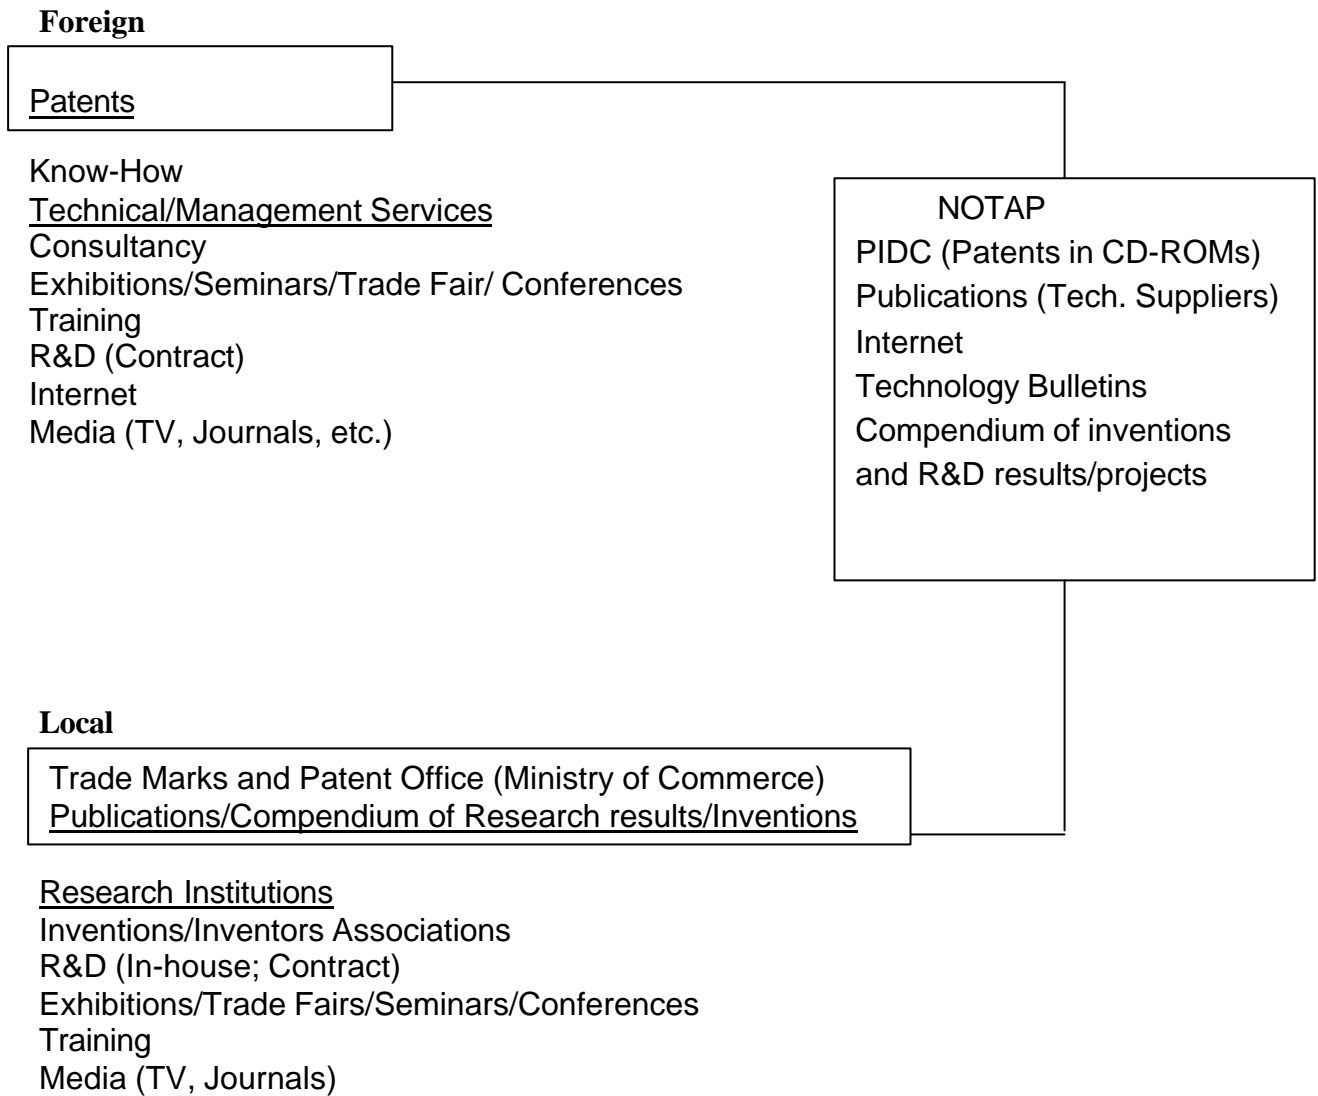 Foreign
Patents
Know-How
Technical/Management Services
Consultancy
Exhibitions/Seminars/Trade Fair/ Conferences
Training
R&D (Contract)
Internet
Media (TV, Journals, etc.)
NOTAP
PIDC (Patents in CD-ROMs)
Publications (Tech. Suppliers)
Internet
Technology Bulletins
Compendium of inventions
and R&D results/projects
Local
Trade Marks and Patent Office (Ministry of Commerce)
Publications/Compendium of Research results/Inventions
Research Institutions
Inventions/Inventors Associations
R&D (In-house; Contract)
Exhibitions/Trade Fairs/Seminars/Conferences
Training
Media (TV, Journals)